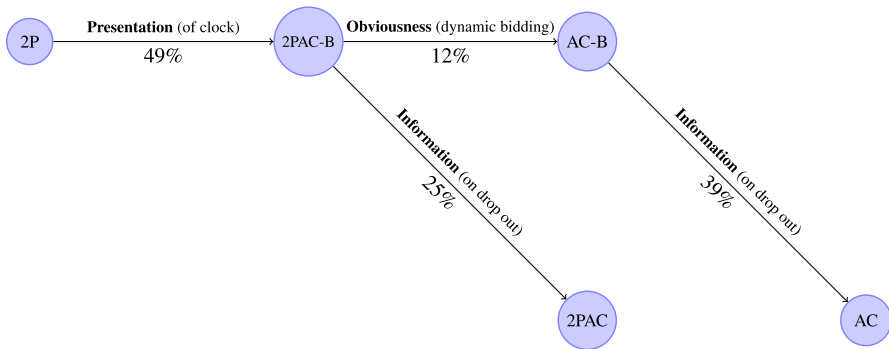 2P
Presentation (of clock)
49%
2PAC-B
Obviousness (dynamic bidding)
12%
AC-B
Information (on drop out)
25%
Information (on drop out)
39%
2PAC
AC